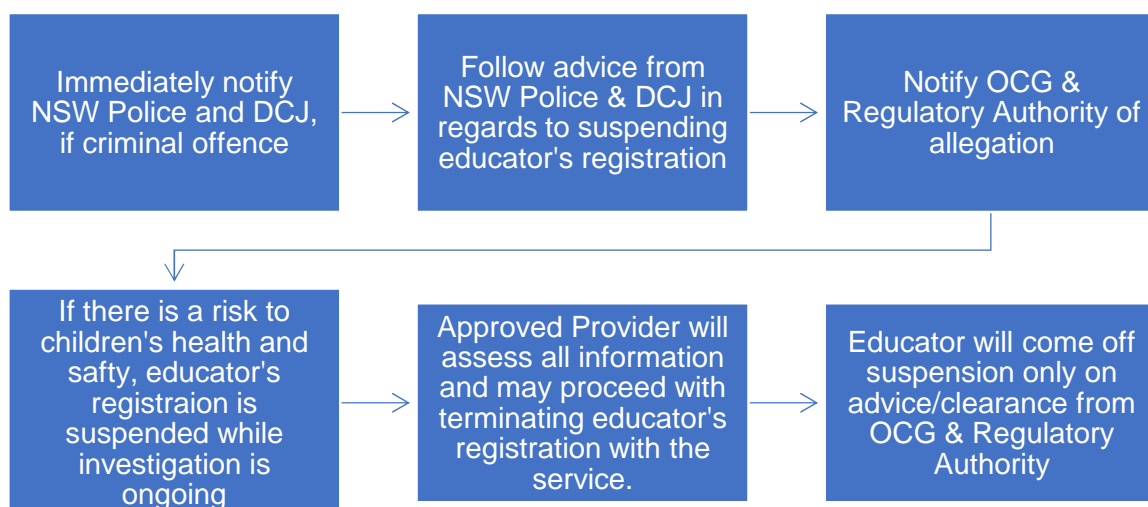 Immediately notify
NSW Police and DCJ,
if criminal offence
Follow advice from
NSW Police & DCJ in
regards to suspending
educator's registration
Notify OCG &
Regulatory Authority of
allegation
If there is a risk to
children's health and
safty, educator's
registraion is
suspended while
investigation is
ongoing
Approved Provider will
assess all information
and may proceed with
terminating educator's
registration with the
service.
Educator will come off
suspension only on
advice/clearance from
OCG & Regulatory
Authority